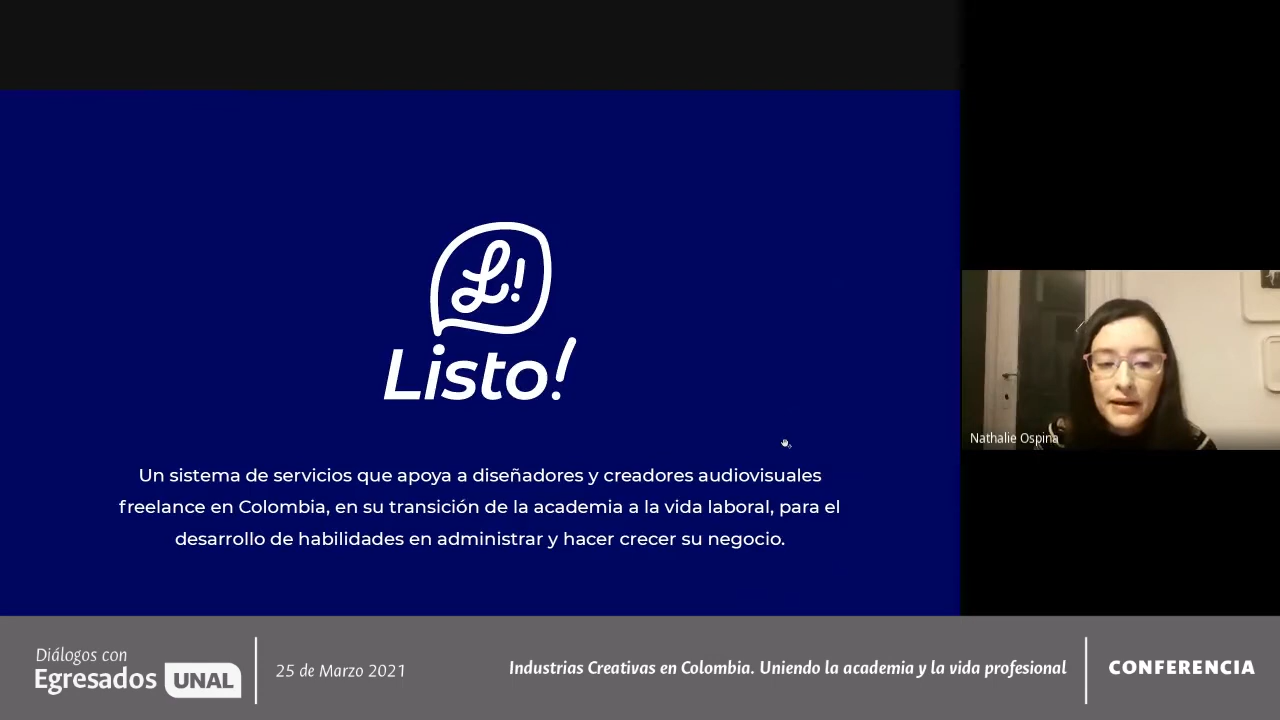 L!
Listo!
Un sistema de servicios que apoya a diseñadores y creadores audiovisuales
freelance en Colombia, en su transición de la academia a la vida laboral, para el
desarrollo de habilidades en administrar y hacer crecer su negocio.
Nathalie Ospina
Diálogos con
Egresados UNAL
25 de Marzo 2021
Industrias Creativas en Colombia. Uniendo la academia y la vida profesional
CONFERENCIA